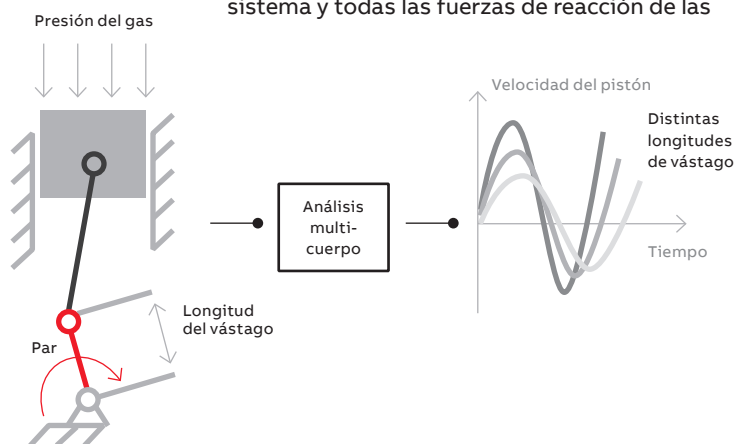 sistema y todas las fuerzas de reacción de las
Presión del gas
Velocidad del pistón
Distintas
longitudes
de vástago
Análisis
multi-
cuerpo
Tiempo
Longitud
del vástago
Par